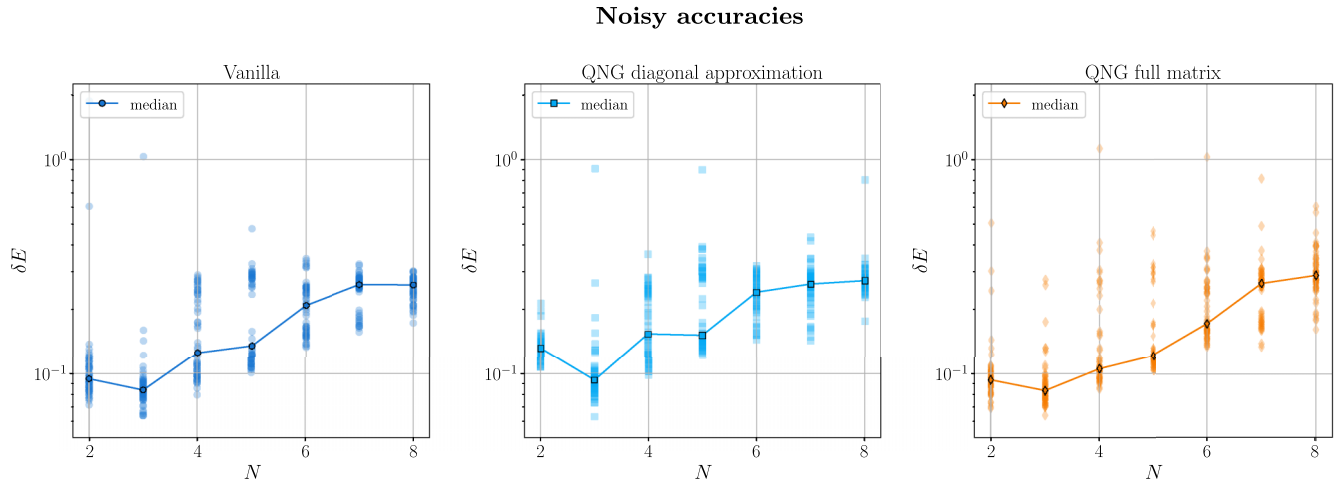 Noisy accuracies
Vanilla
median
10⁰
10⁻¹
δE
2
4
6
8
N
QNG diagonal approximation
median
10⁰
10⁻¹
δE
2
4
6
8
N
QNG full matrix
median
10⁰
10⁻¹
δE
2
4
6
8
N